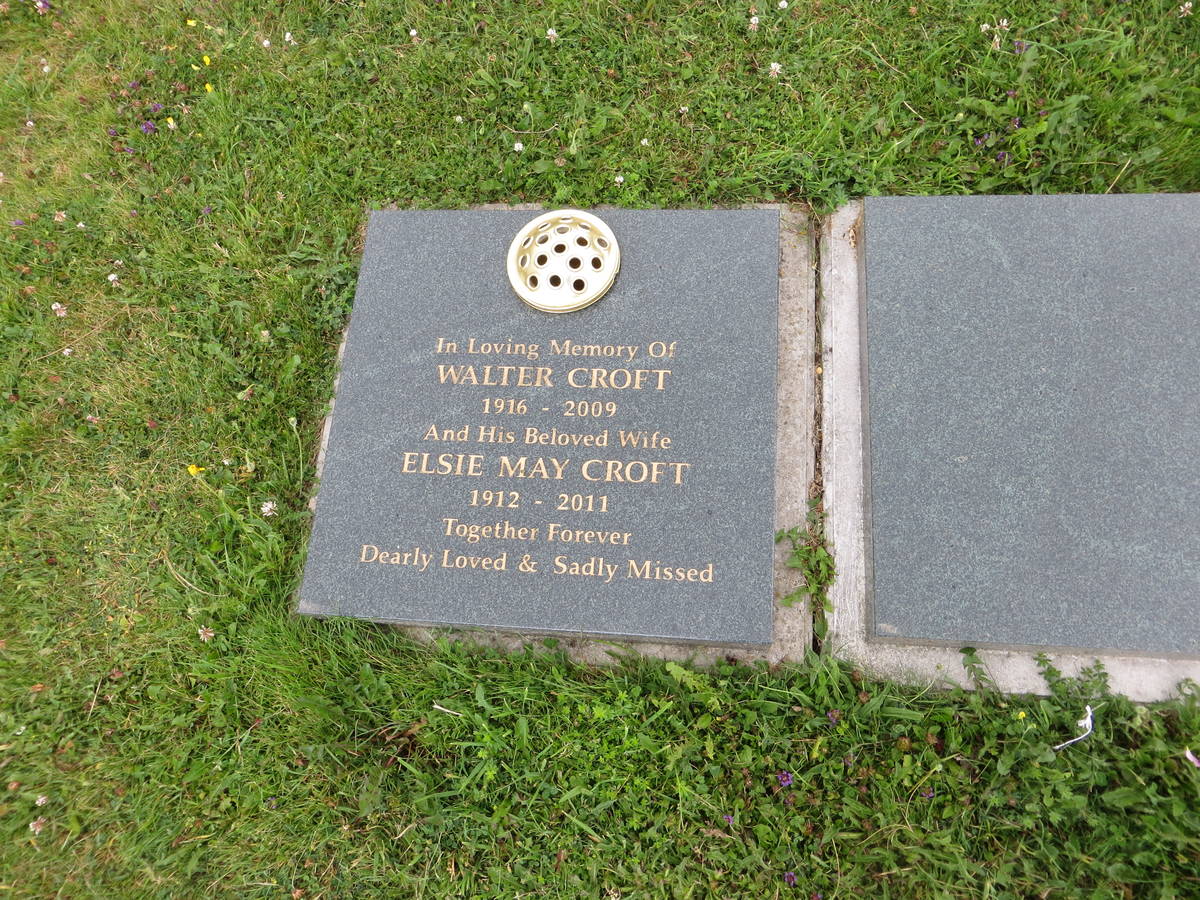 In Loving Memory Of
WALTER CROFT
1916 - 2009
And His Beloved Wife
ELSIE MAY CROFT
1912 - 2011
Together Forever
Dearly Loved & Sadly Missed